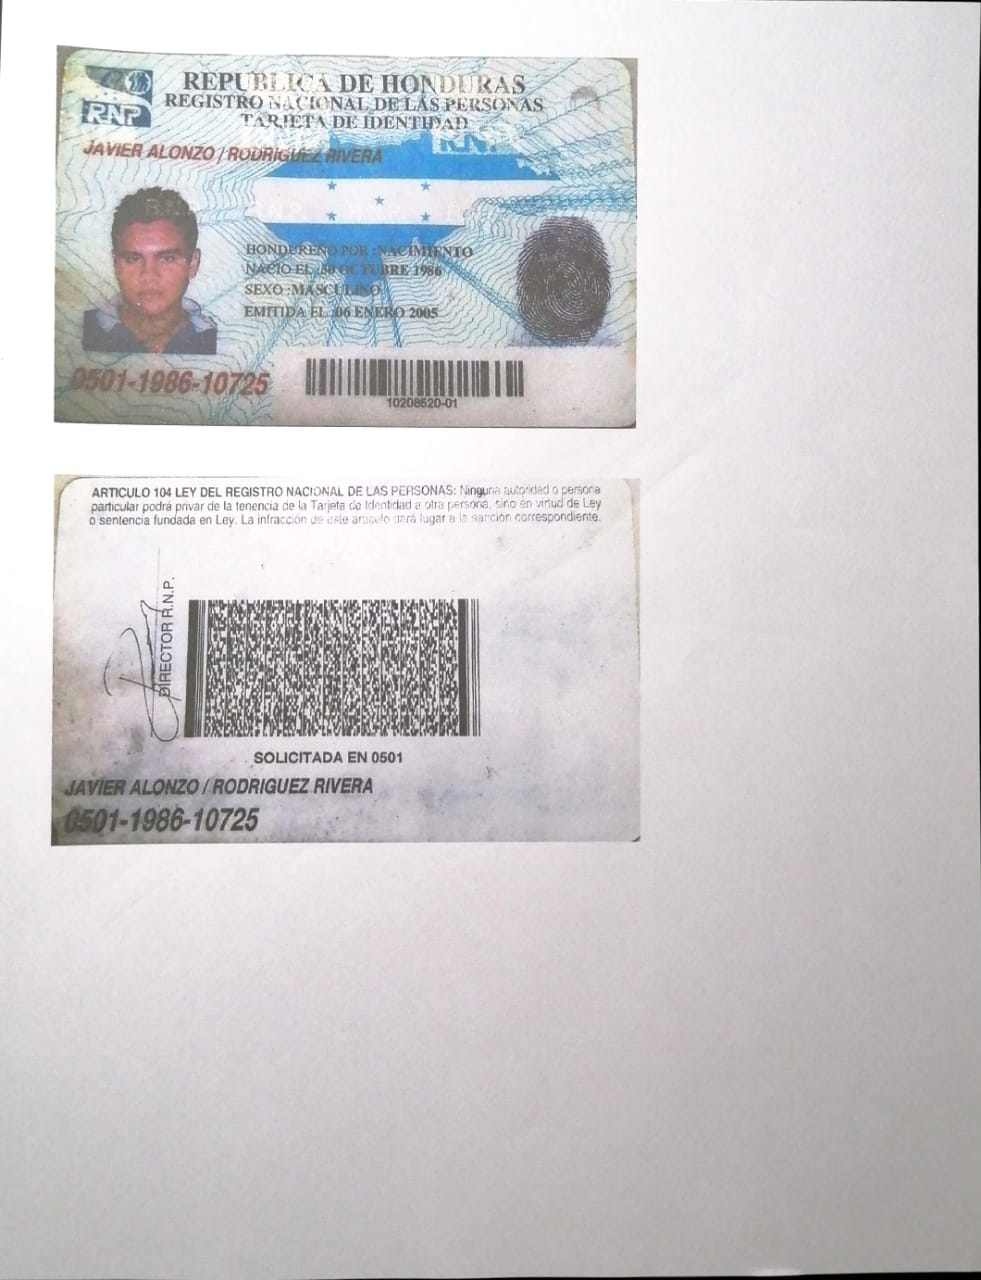 REPUBLICA DE HONDURAS
REGISTRO NACIONAL DE LAS PERSONAS
TARJETA DE IDENTIDAD
RNP
JAVIER ALONZO / RODRIGUEZ RIVERA
HONDUREÑO POR :NACIMIENTO
NACIO EL :30 OCTUBRE 1986
SEXO :MASCULINO
EMITIDA EL :06 ENERO 2005
0501-1986-10725
10208620-01
ARTICULO 104 LEY DEL REGISTRO NACIONAL DE LAS PERSONAS: Ninguna autoridad o persona
particular podrá privar de la tenencia de la Tarjeta de Identidad a otra persona, sino en virtud de Ley
o sentencia fundada en Ley. La infracción de este artículo dará lugar a la sanción correspondiente.
DIRECTOR R.N.P.
SOLICITADA EN 0501
JAVIER ALONZO / RODRIGUEZ RIVERA
0501-1986-10725